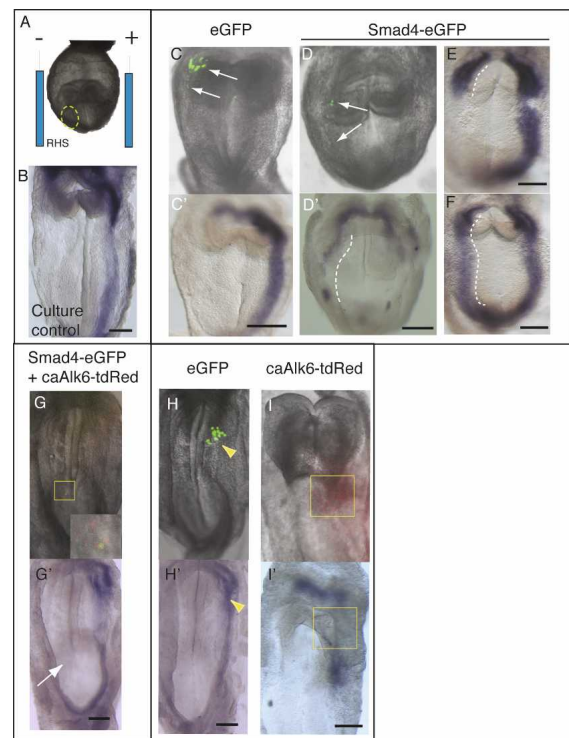 A
eGFP
Smad4-eGFP
-
+
RHS
C
D
E
B
Culture
control
C'
D'
F
Smad4-eGFP
+ caAlk6-tdRed
eGFP
caAlk6-tdRed
G
H
I
G'
H'
I'